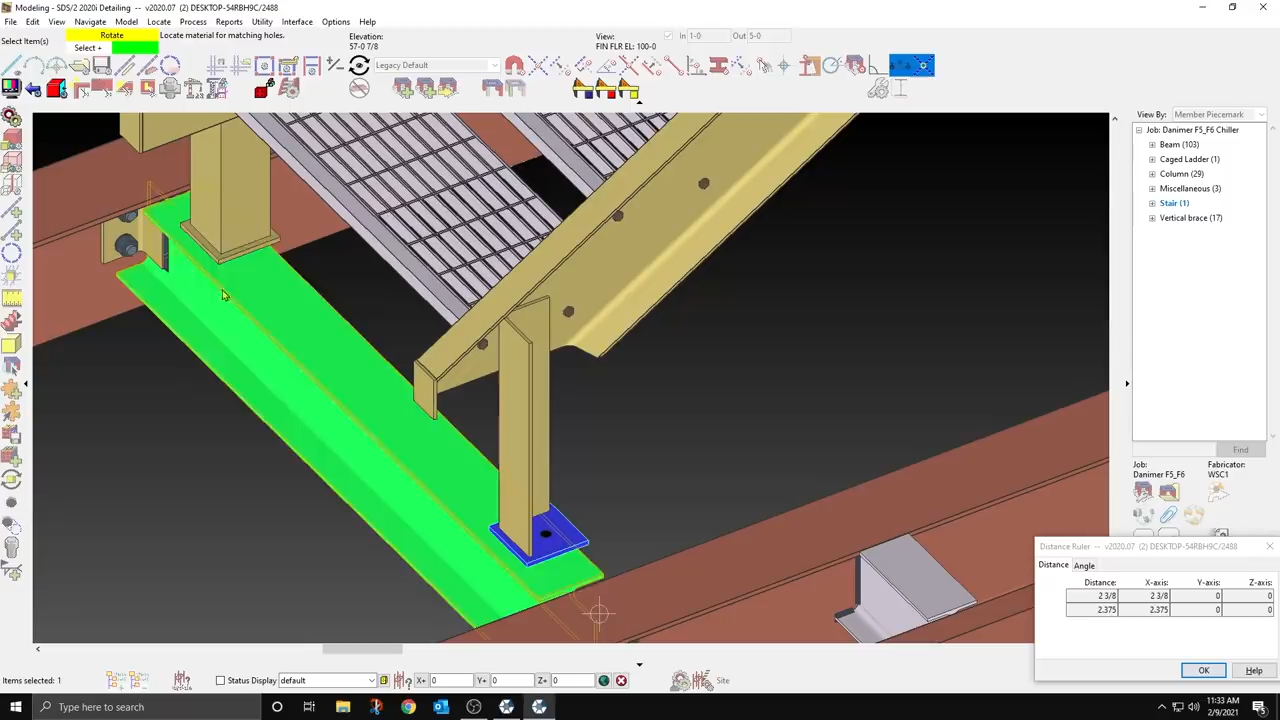 Modeling -- SDS/2 2020i Detailing -- v2020.07 (2) DESKTOP-54RBH9C/2488
File Edit View Navigate Model Locate Process Reports Utility Interface Options Help
Select Item(s) Rotate Locate material for matching holes.
Select +
Elevation:
57-0 7/8
View:
FIN FLR EL: 100-0
In 1-0 Out 5-0
Legacy Default
View By: Member Piecemark
Job: Danimer F5_F6 Chiller
Beam (103)
Caged Ladder (1)
Column (29)
Miscellaneous (3)
Stair (1)
Vertical brace (17)
Find
Job: Fabricator:
Danimer F5_F6 WSC1
Distance Ruler -- v2020.07 (2) DESKTOP-54RBH9C/2488
Distance Angle
Distance: X-axis: Y-axis: Z-axis:
2 3/8 2 3/8 0 0
2.375 2.375 0 0
OK Help
Items selected: 1 Status Display default X+ 0 Y+ 0 Z+ 0 Site
Type here to search
11:33 AM
2/9/2021